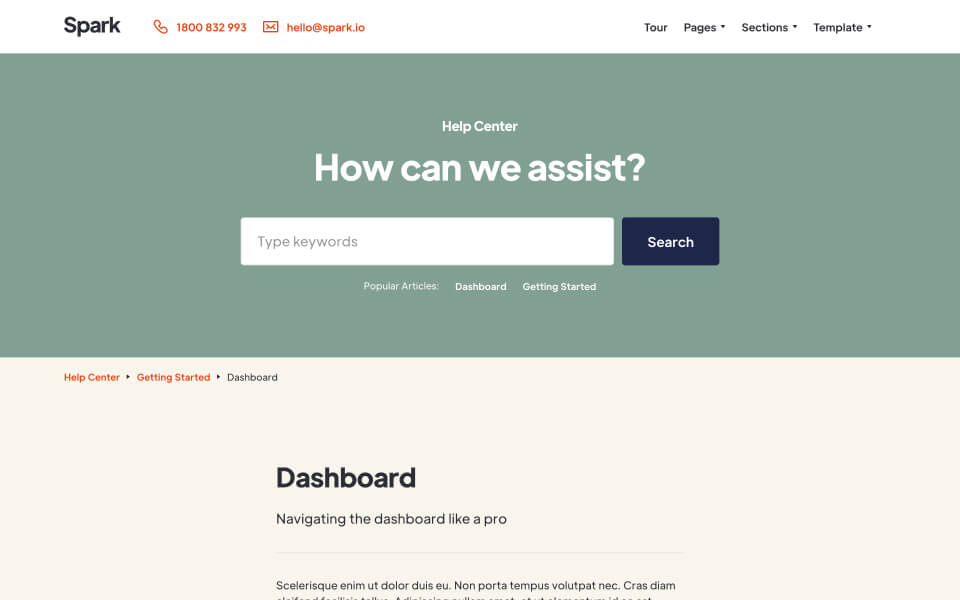 Spark
1800 832 993
hello@spark.io
Tour
Pages
Sections
Template
Help Center
How can we assist?
Type keywords
Search
Popular Articles: Dashboard Getting Started
Help Center ‣ Getting Started ‣ Dashboard
Dashboard
Navigating the dashboard like a pro
Scelerisque enim ut dolor duis eu. Non porta tempus volutpat nec. Cras diam